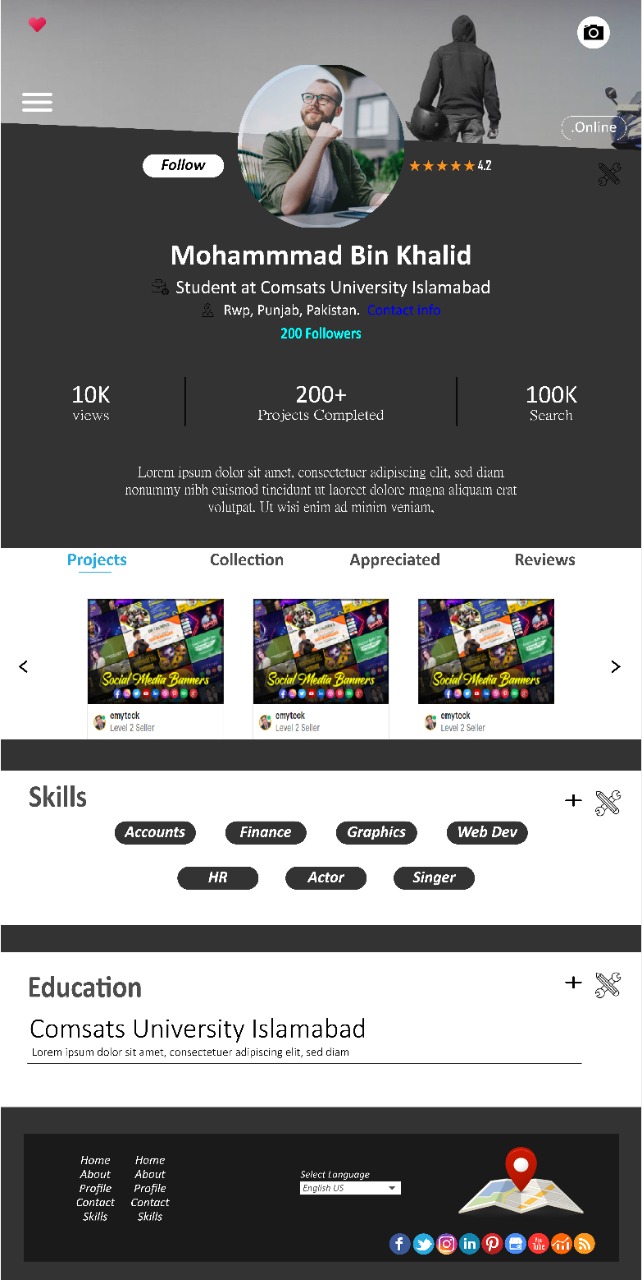 .Online
Follow
4.2
Mohammmad Bin Khalid
Student at Comsats University Islamabad
Rwp, Punjab, Pakistan. Contact info
200 Followers
10K 200+ 100K
views Projects Completed Search
Lorem ipsum dolor sit amet, consectetuer adipiscing elit, sed diam
nonummy nibh euismod tincidunt ut laoreet dolore magna aliquam erat
volutpat. Ut wisi enim ad minim veniam,
Projects Collection Appreciated Reviews
Social Media Banners Social Media Banners Social Media Banners
emyteck emyteck emyteck
Level 2 Seller Level 2 Seller Level 2 Seller
Skills
Accounts Finance Graphics Web Dev
HR Actor Singer
Education
Comsats University Islamabad
Lorem ipsum dolor sit amet, consectetuer adipiscing elit, sed diam
Home Home
About About
Profile Profile
Contact Contact
Skills Skills
Select Language
English US
You Tube